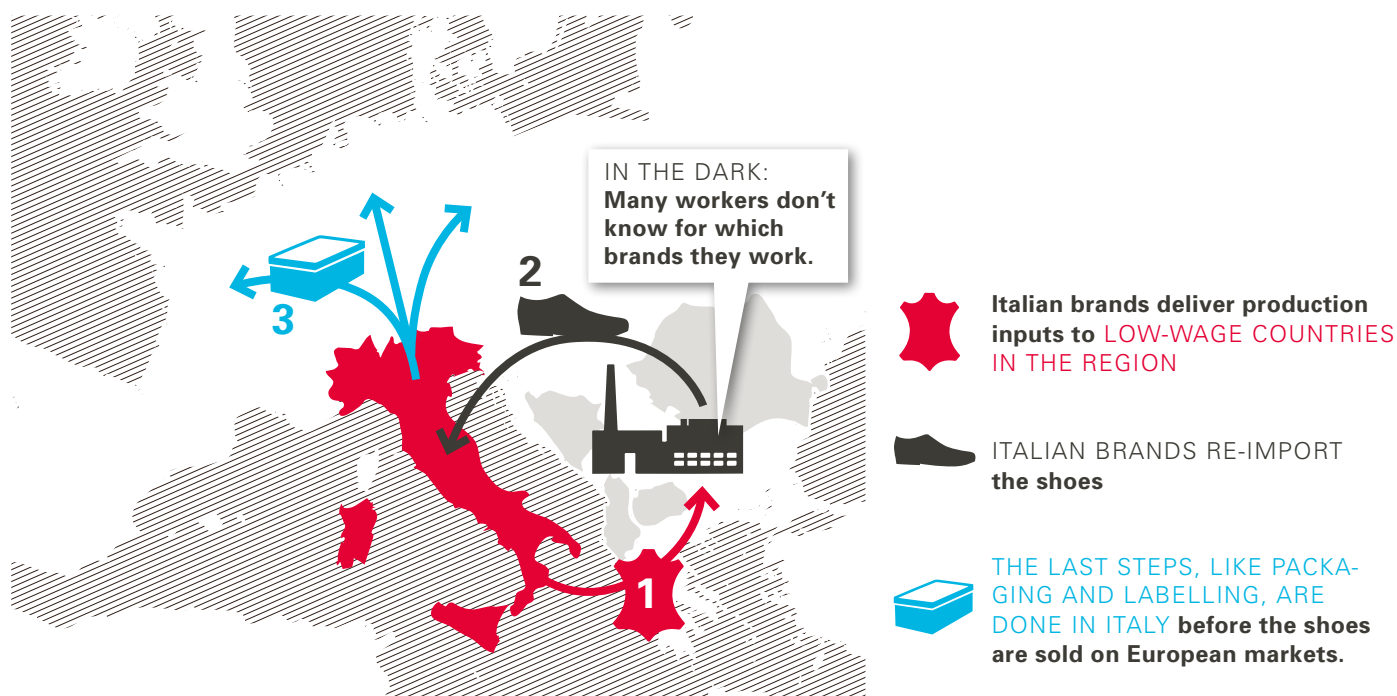 IN THE DARK:
Many workers don’t
know for which
brands they work.
2
3
1
Italian brands deliver production
inputs to LOW-WAGE COUNTRIES
IN THE REGION
ITALIAN BRANDS RE-IMPORT
the shoes
THE LAST STEPS, LIKE PACKA-
GING AND LABELLING, ARE
DONE IN ITALY before the shoes
are sold on European markets.